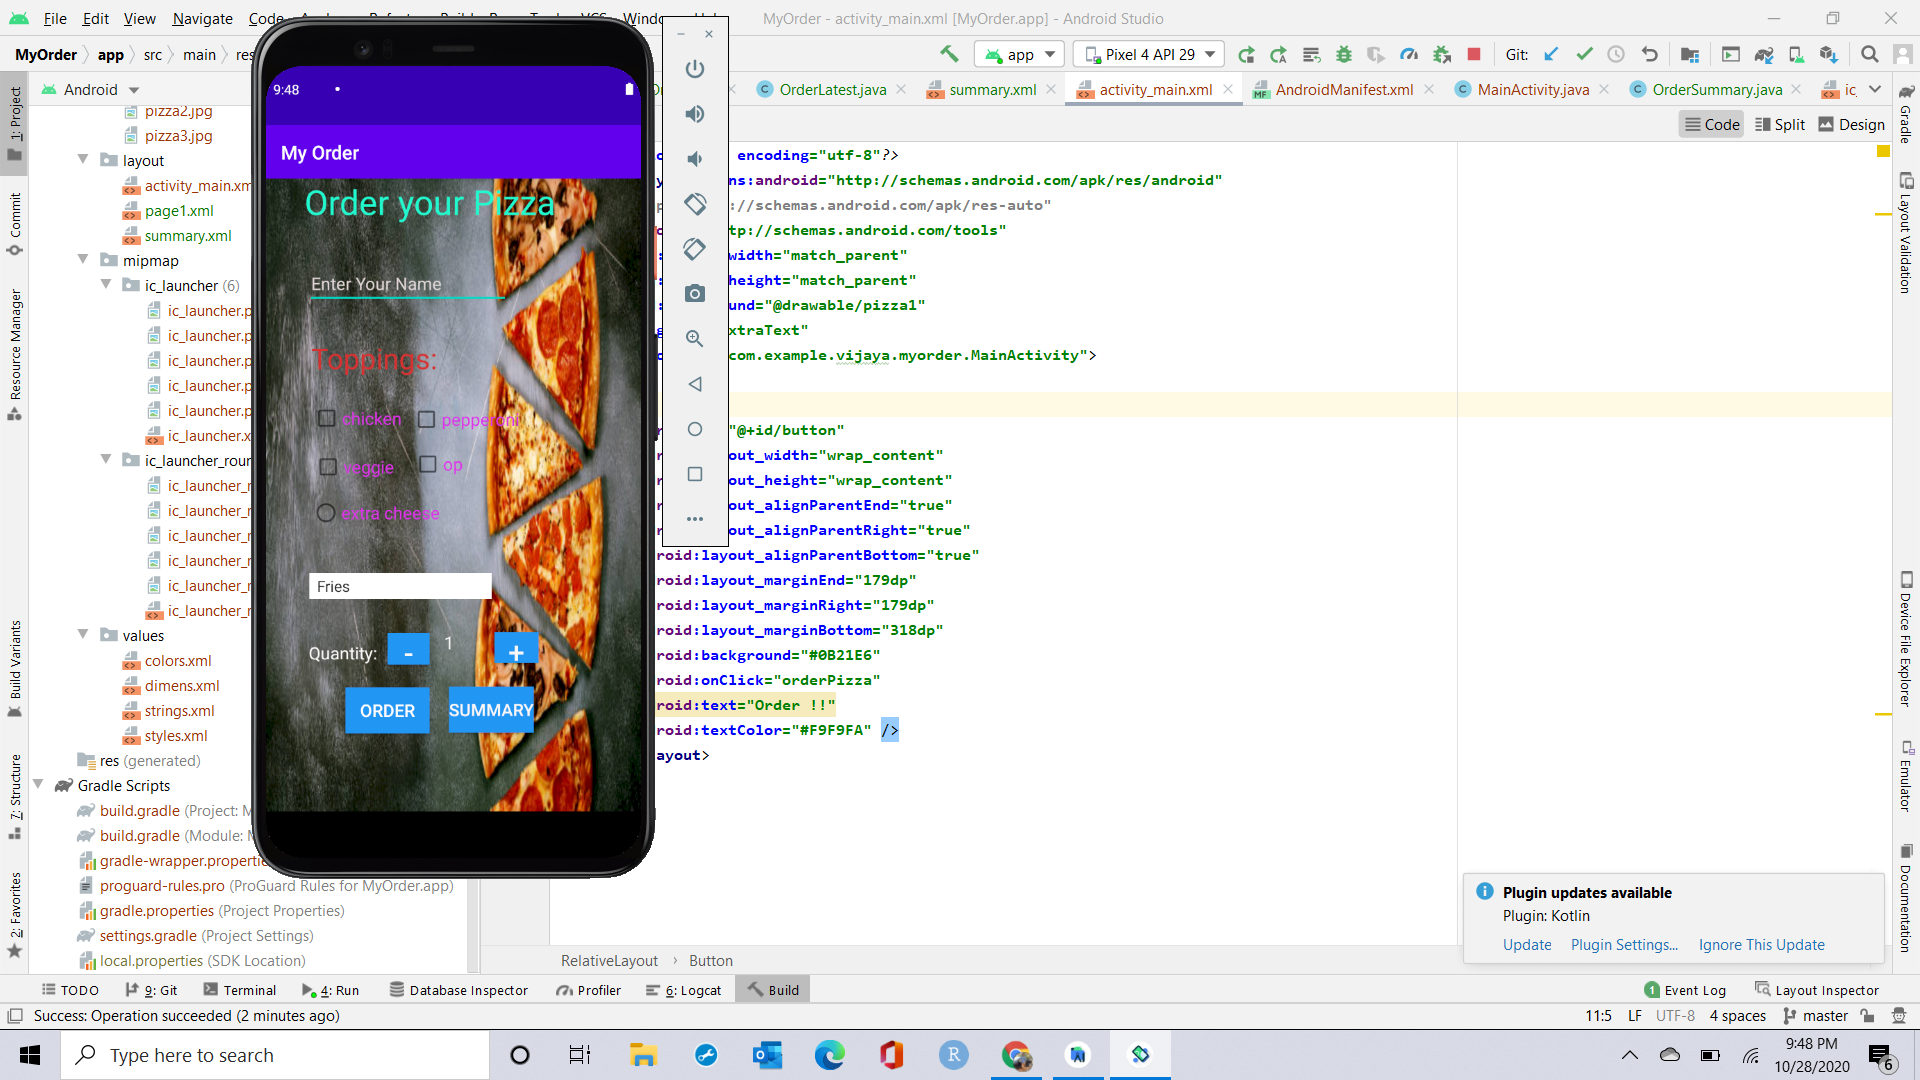 File Edit View Navigate Code
MyOrder - activity_main.xml [MyOrder.app] - Android Studio
MyOrder app src main
app
Pixel 4 API 29
Git:
Android
OrderLatest.java
summary.xml
activity_main.xml
AndroidManifest.xml
MainActivity.java
OrderSummary.java
Code
Split
Design
1: Project
Commit
Resource Manager
Build Variants
7: Structure
2: Favorites
pizza2.jpg
pizza3.jpg
layout
activity_main.xm
page1.xml
summary.xml
mipmap
ic_launcher (6)
ic_launcher.p
ic_launcher.p
ic_launcher.p
ic_launcher.p
ic_launcher.p
ic_launcher.x
ic_launcher_rour
ic_launcher_r
ic_launcher_r
ic_launcher_r
ic_launcher_r
ic_launcher_r
ic_launcher_r
values
colors.xml
dimens.xml
strings.xml
styles.xml
res (generated)
Gradle Scripts
build.gradle (Project: M
build.gradle (Module: M
gradle-wrapper.propertie
proguard-rules.pro (ProGuard Rules for MyOrder.app)
gradle.properties (Project Properties)
settings.gradle (Project Settings)
local.properties (SDK Location)
9:48
My Order
Order your Pizza
Enter Your Name
Toppings:
chicken
pepperoni
veggie
op
extra cheese
Fries
Quantity:
-
1
+
ORDER
SUMMARY
encoding="utf-8"?>
ns:android="http://schemas.android.com/apk/res/android"
://schemas.android.com/apk/res-auto"
tp://schemas.android.com/tools"
width="match_parent"
height="match_parent"
und="@drawable/pizza1"
xtraText"
com.example.vijaya.myorder.MainActivity">
"@+id/button"
out_width="wrap_content"
out_height="wrap_content"
out_alignParentEnd="true"
out_alignParentRight="true"
roid:layout_alignParentBottom="true"
roid:layout_marginEnd="179dp"
roid:layout_marginRight="179dp"
roid:layout_marginBottom="318dp"
roid:background="#0B21E6"
roid:onClick="orderPizza"
roid:text="Order !!"
roid:textColor="#F9F9FA" />
ayout>
RelativeLayout
Button
Gradle
Layout Validation
Device File Explorer
Emulator
Documentation
Plugin updates available
Plugin: Kotlin
Update
Plugin Settings...
Ignore This Update
TODO
9: Git
Terminal
4: Run
Database Inspector
Profiler
6: Logcat
Build
1 Event Log
Layout Inspector
Success: Operation succeeded (2 minutes ago)
11:5 LF UTF-8 4 spaces master
Type here to search
9:48 PM
10/28/2020
6